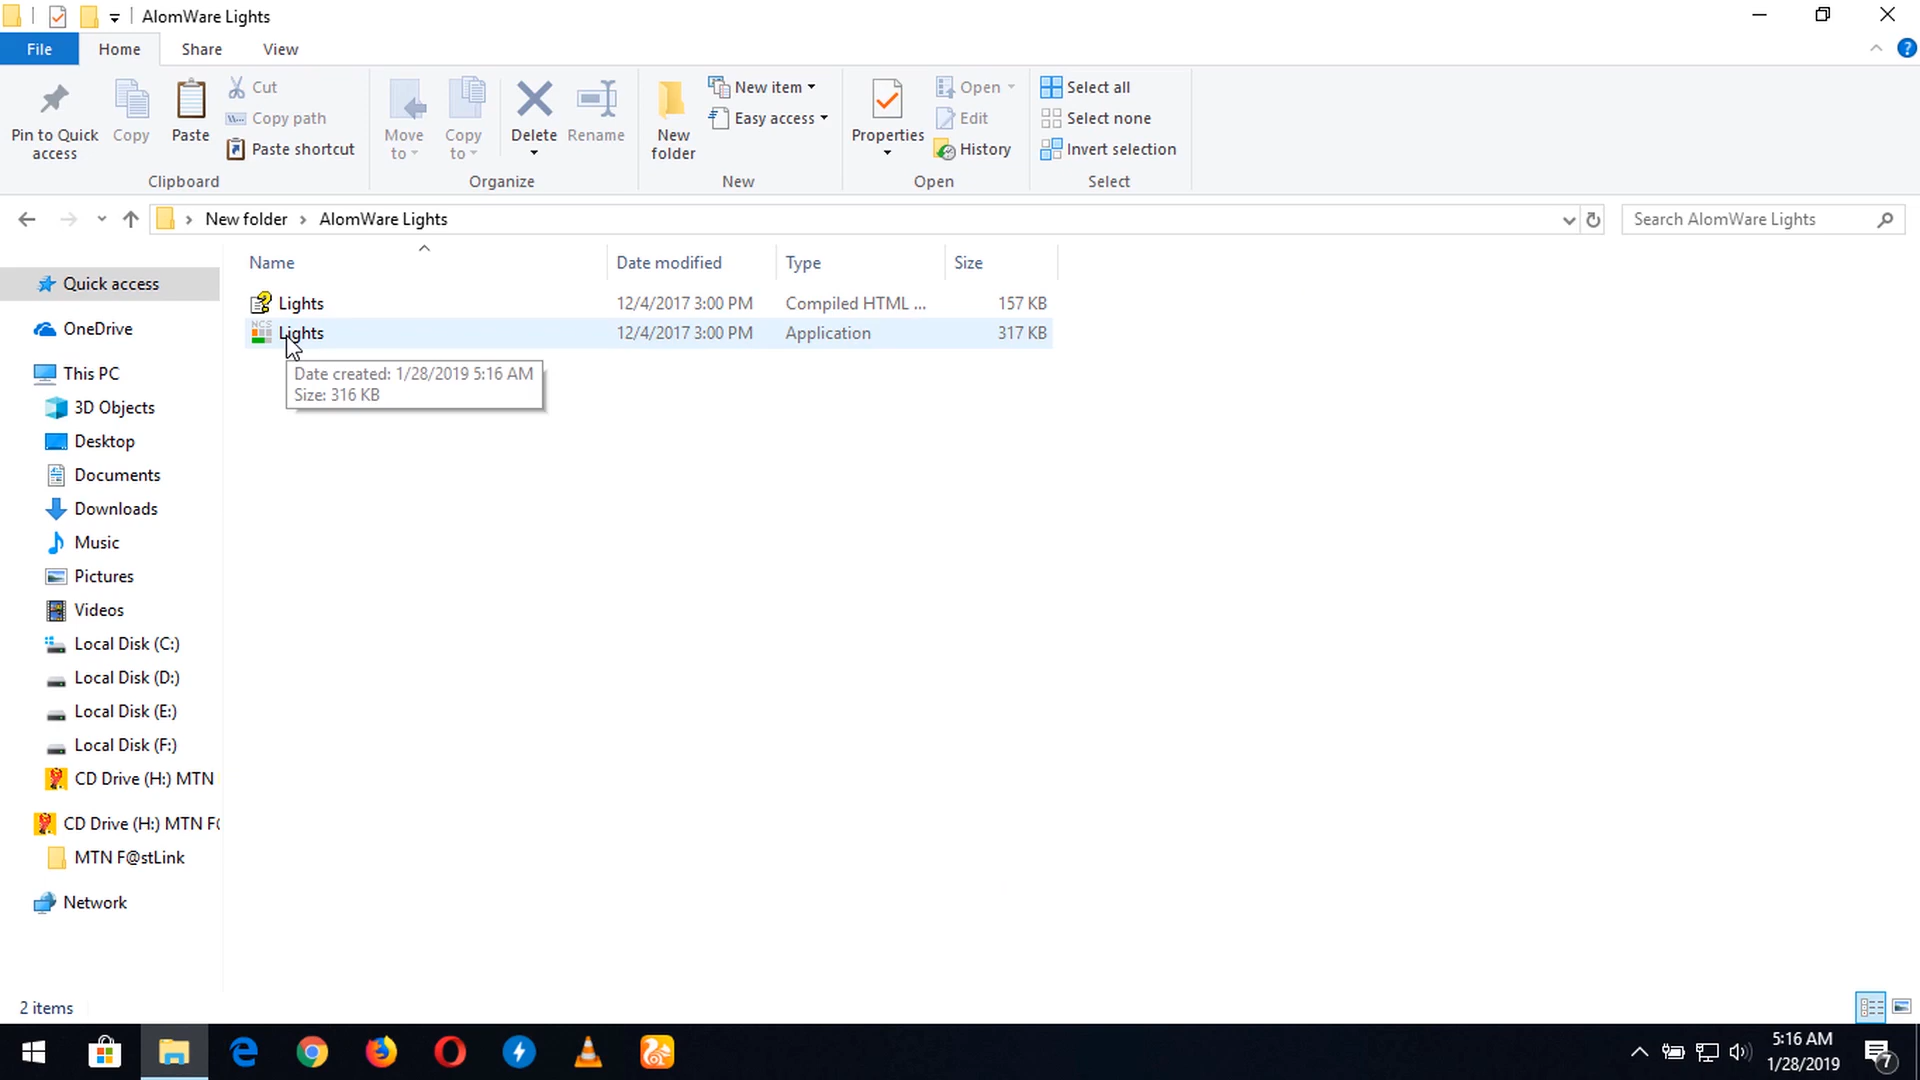 AlomWare Lights
File Home Share View
Pin to Quick access
Copy
Paste
Cut
Copy path
Paste shortcut
Clipboard
Move to
Copy to
Delete
Rename
Organize
New folder
New item
Easy access
New
Properties
Open
Edit
History
Open
Select all
Select none
Invert selection
Select
New folder AlomWare Lights
Search AlomWare Lights
Name Date modified Type Size
Lights 12/4/2017 3:00 PM Compiled HTML ... 157 KB
NCS
Lights 12/4/2017 3:00 PM Application 317 KB
Date created: 1/28/2019 5:16 AM
Size: 316 KB
Quick access
OneDrive
This PC
3D Objects
Desktop
Documents
Downloads
Music
Pictures
Videos
Local Disk (C:)
Local Disk (D:)
Local Disk (E:)
Local Disk (F:)
CD Drive (H:) MTN
CD Drive (H:) MTN F@
MTN F@stLink
Network
2 items
5:16 AM
1/28/2019
7